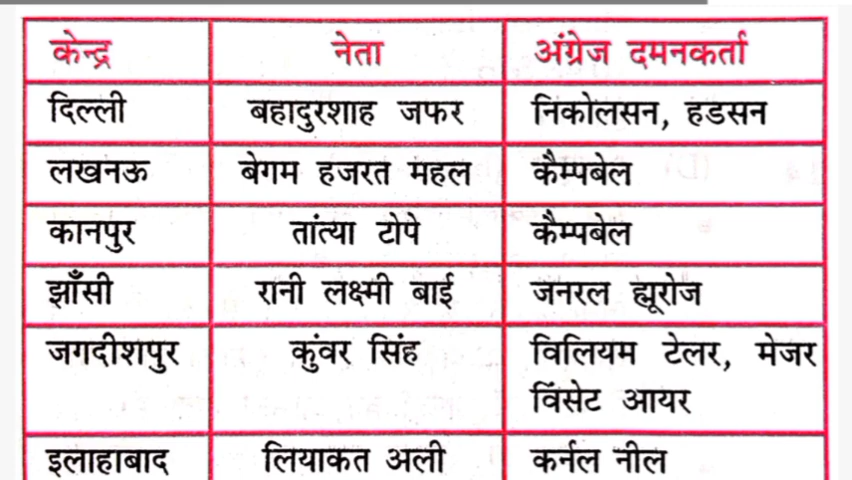 केन्द्र नेता अंग्रेज दमनकर्ता
दिल्ली बहादुरशाह जफर निकोलसन, हडसन
लखनऊ बेगम हजरत महल कैम्पबेल
कानपुर तांत्या टोपे कैम्पबेल
झाँसी रानी लक्ष्मी बाई जनरल ह्यूरोज
जगदीशपुर कुंवर सिंह विलियम टेलर, मेजर
विंसेट आयर
इलाहाबाद लियाकत अली कर्नल नील